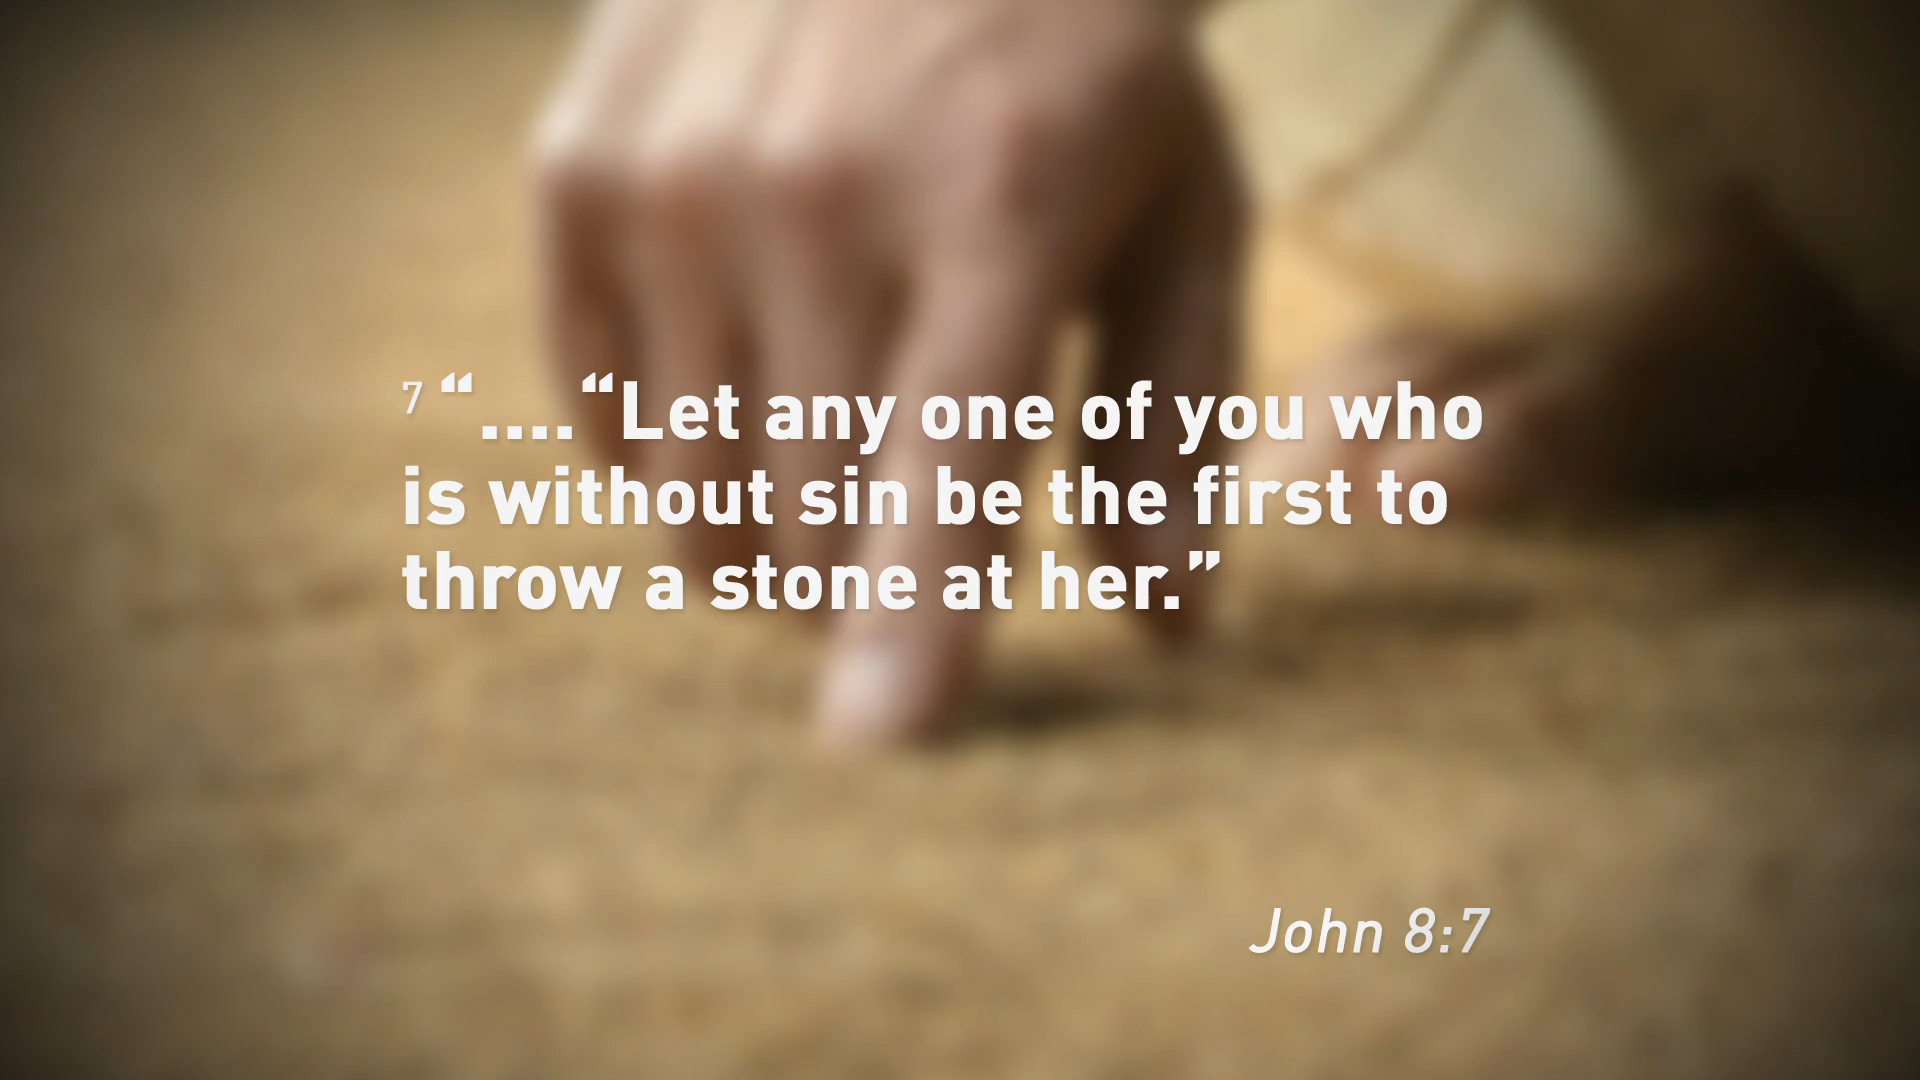 7 “....“Let any one of you who
is without sin be the first to
throw a stone at her.”
John 8:7